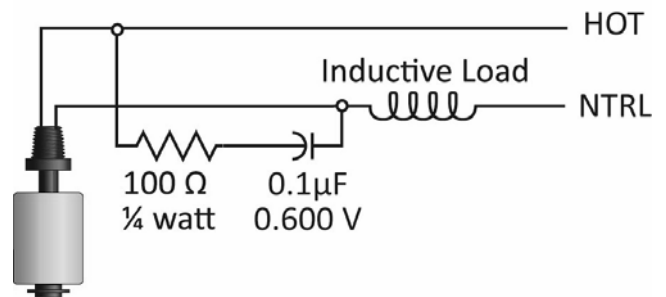 HOT
Inductive Load
NTRL
100 Ω 0.1µF
¼ watt 0.600 V